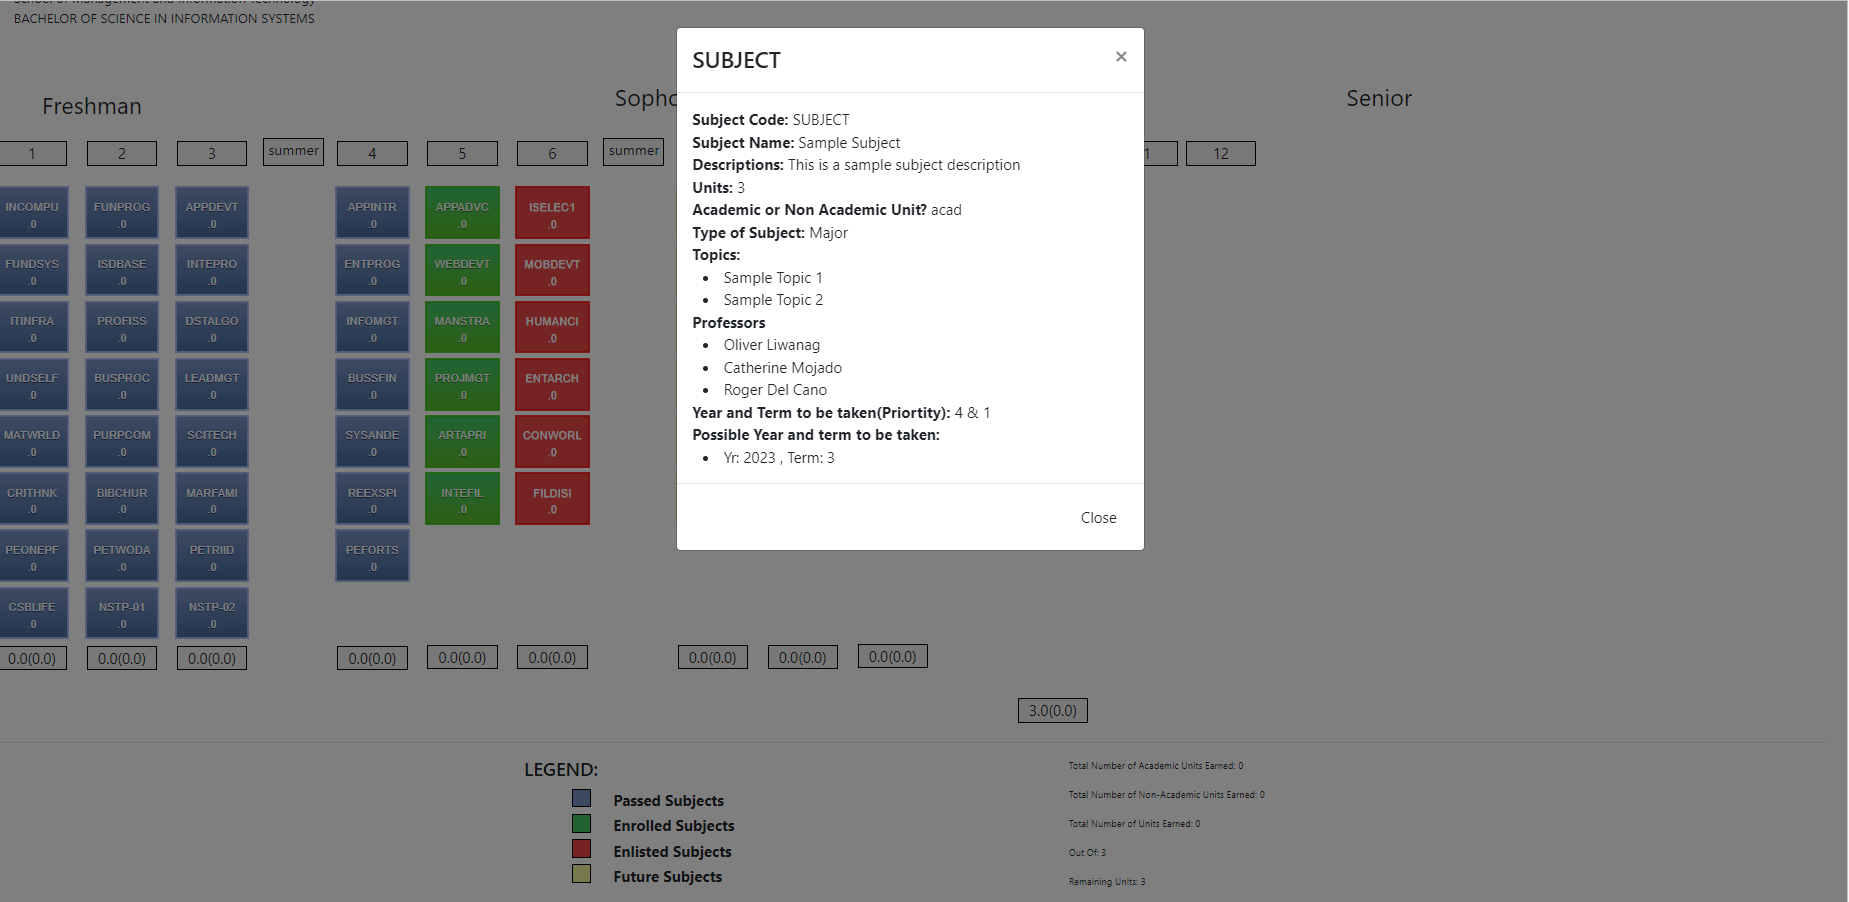 School of Management and Information Technology
BACHELOR OF SCIENCE IN INFORMATION SYSTEMS
Freshman
Sopho
Senior
1 2 3 summer 4 5 6 summer 1 12
INCOMPU FUNPROG APPDEVT APPINTR APPADVC ISELEC1
.0 .0 .0 .0 .0 .0
FUNDSYS ISDBASE INTEPRO ENTPROG WEBDEVT MOBDEVT
.0 .0 .0 .0 .0 .0
ITINFRA PROFISS DSTALGO INFOMGT MANSTRA HUMANCI
.0 .0 .0 .0 .0 .0
UNDSELF BUSPROC LEADMGT BUSSFIN PROJMGT ENTARCH
.0 .0 .0 .0 .0 .0
MATWRLD PURPCOM SCITECH SYSANDE ARTAPRI CONWORL
.0 .0 .0 .0 .0 .0
CRITHNK BIBCHUR MARFAMI REEXSPI INTEFIL FILDISI
.0 .0 .0 .0 .0 .0
PEONEPF PETWODA PETRIID PEFORTS
.0 .0 .0 .0
CSBLIFE NSTP-01 NSTP-02
.0 .0 .0
0.0(0.0) 0.0(0.0) 0.0(0.0) 0.0(0.0) 0.0(0.0) 0.0(0.0) 0.0(0.0) 0.0(0.0) 0.0(0.0)
3.0(0.0)
SUBJECT ×
Subject Code: SUBJECT
Subject Name: Sample Subject
Descriptions: This is a sample subject description
Units: 3
Academic or Non Academic Unit? acad
Type of Subject: Major
Topics:
• Sample Topic 1
• Sample Topic 2
Professors
• Oliver Liwanag
• Catherine Mojado
• Roger Del Cano
Year and Term to be taken(Priortity): 4 & 1
Possible Year and term to be taken:
• Yr: 2023 , Term: 3
Close
LEGEND:
Passed Subjects
Enrolled Subjects
Enlisted Subjects
Future Subjects
Total Number of Academic Units Earned: 0
Total Number of Non-Academic Units Earned: 0
Total Number of Units Earned: 0
Out Of: 3
Remaining Units: 3